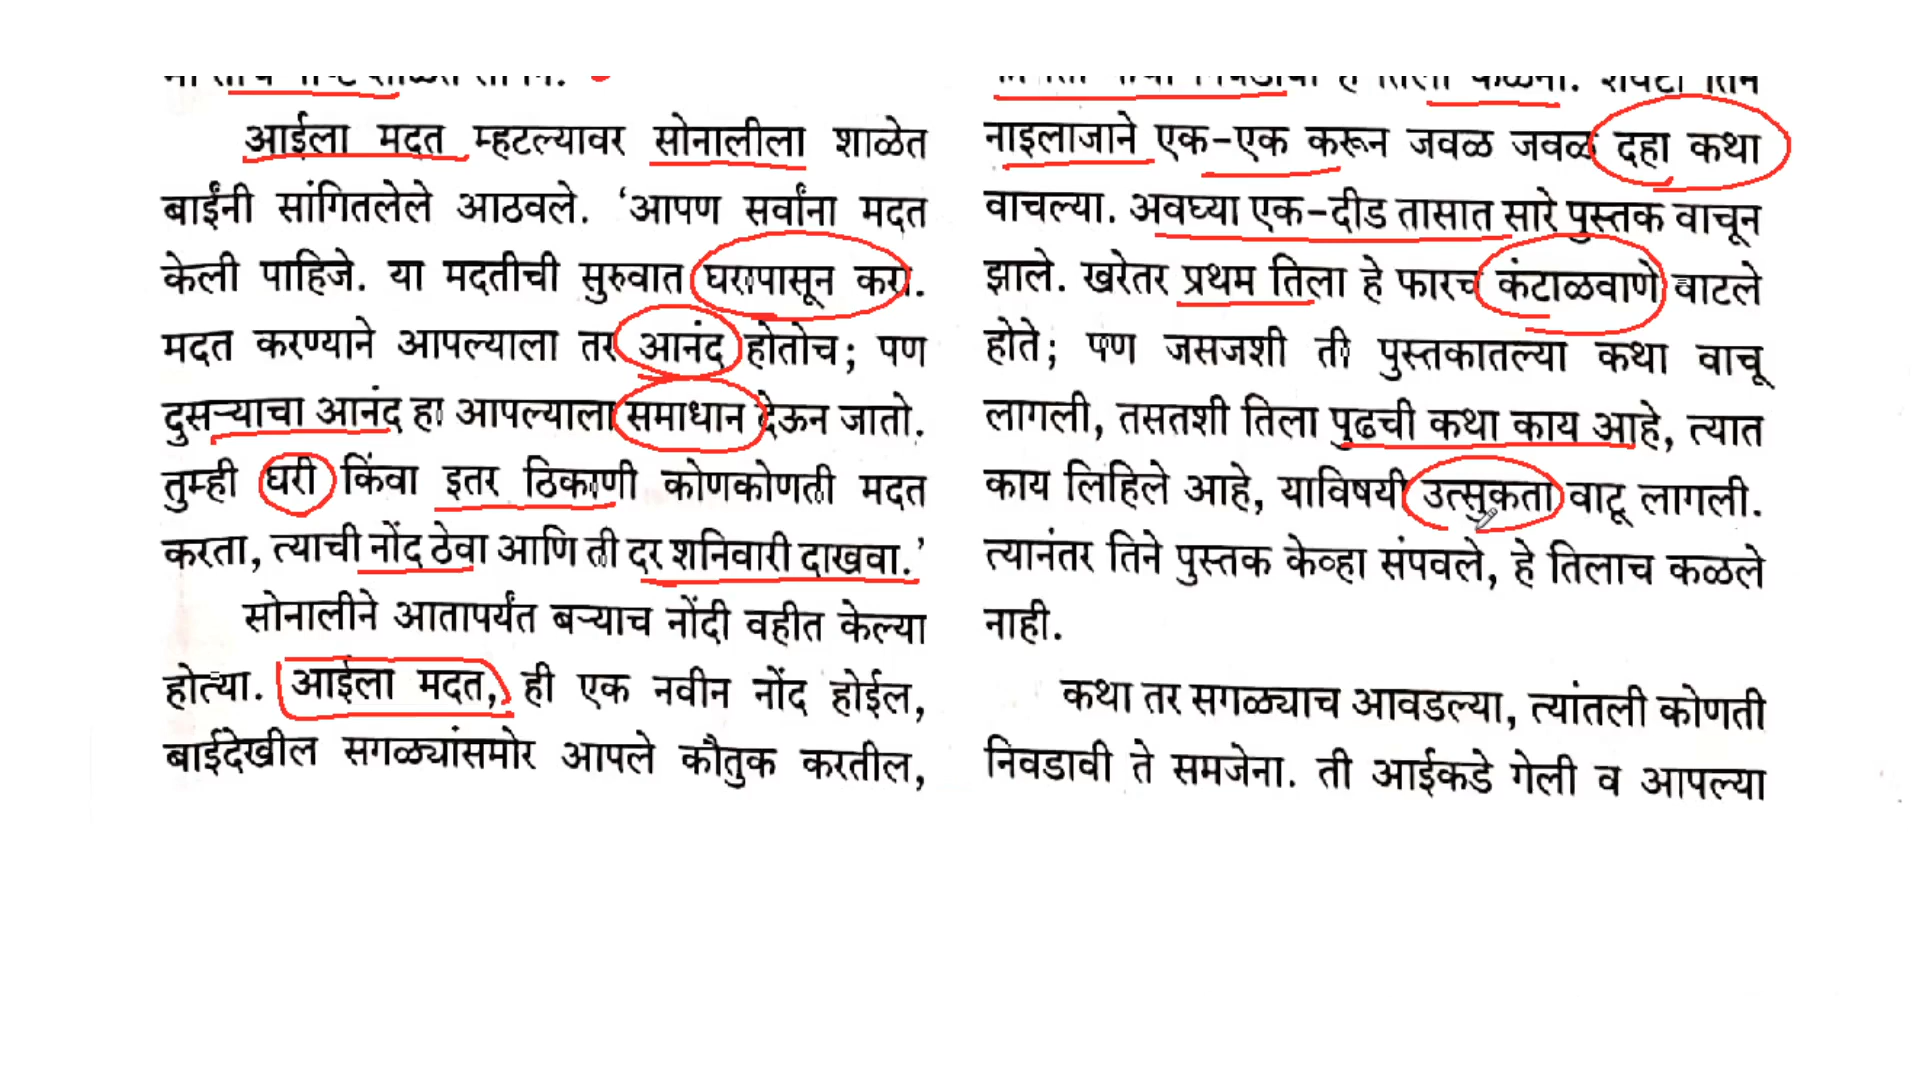 आईला मदत म्हटल्यावर सोनालीला शाळेत
बाईंनी सांगितलेले आठवले. ‘आपण सर्वांना मदत
केली पाहिजे. या मदतीची सुरुवात घरापासून करा.
मदत करण्याने आपल्याला तर आनंद होतोच; पण
दुसऱ्याचा आनंद हा आपल्याला समाधान देऊन जातो.
तुम्ही घरी किंवा इतर ठिकाणी कोणकोणती मदत
करता, त्याची नोंद ठेवा आणि ती दर शनिवारी दाखवा.’
सोनालीने आतापर्यंत बऱ्याच नोंदी वहीत केल्या
होत्या. आईला मदत, ही एक नवीन नोंद होईल,
बाईदेखील सगळ्यांसमोर आपले कौतुक करतील,
हे तिला कळेना. शेवटी तिने
नाइलाजाने एक-एक करून जवळ जवळ दहा कथा
वाचल्या. अवघ्या एक-दीड तासात सारे पुस्तक वाचून
झाले. खरेतर प्रथम तिला हे फारच कंटाळवाणे वाटले
होते; पण जसजशी ती पुस्तकातल्या कथा वाचू
लागली, तसतशी तिला पुढची कथा काय आहे, त्यात
काय लिहिले आहे, याविषयी उत्सुकता वाटू लागली.
त्यानंतर तिने पुस्तक केव्हा संपवले, हे तिलाच कळले
नाही.
कथा तर सगळ्याच आवडल्या, त्यांतली कोणती
निवडावी ते समजेना. ती आईकडे गेली व आपल्या